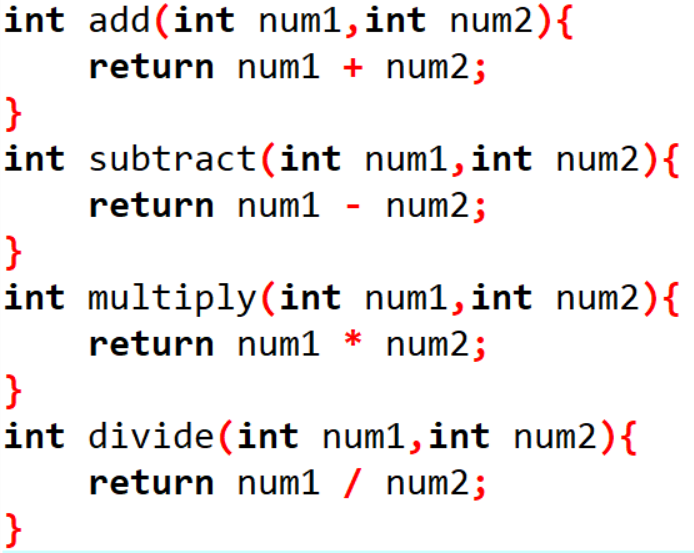 int add(int num1,int num2){
    return num1 + num2;
}
int subtract(int num1,int num2){
    return num1 - num2;
}
int multiply(int num1,int num2){
    return num1 * num2;
}
int divide(int num1,int num2){
    return num1 / num2;
}